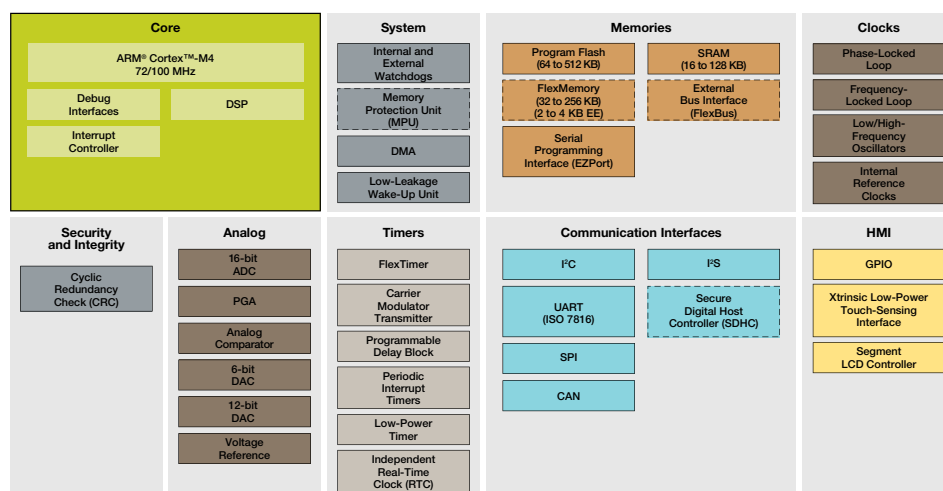 Core
ARM® Cortex™-M4
72/100 MHz
Debug
Interfaces
DSP
Interrupt
Controller
System
Internal and
External
Watchdogs
Memory
Protection Unit
(MPU)
DMA
Low-Leakage
Wake-Up Unit
Memories
Program Flash
(64 to 512 KB)
SRAM
(16 to 128 KB)
FlexMemory
(32 to 256 KB)
(2 to 4 KB EE)
External
Bus Interface
(FlexBus)
Serial
Programming
Interface (EZPort)
Clocks
Phase-Locked
Loop
Frequency-
Locked Loop
Low/High-
Frequency
Oscillators
Internal
Reference
Clocks
Security
and Integrity
Cyclic
Redundancy
Check (CRC)
Analog
16-bit
ADC
PGA
Analog
Comparator
6-bit
DAC
12-bit
DAC
Voltage
Reference
Timers
FlexTimer
Carrier
Modulator
Transmitter
Programmable
Delay Block
Periodic
Interrupt
Timers
Low-Power
Timer
Independent
Real-Time
Clock (RTC)
Communication Interfaces
I²C
I²S
UART
(ISO 7816)
Secure
Digital Host
Controller (SDHC)
SPI
CAN
HMI
GPIO
Xtrinsic Low-Power
Touch-Sensing
Interface
Segment
LCD Controller